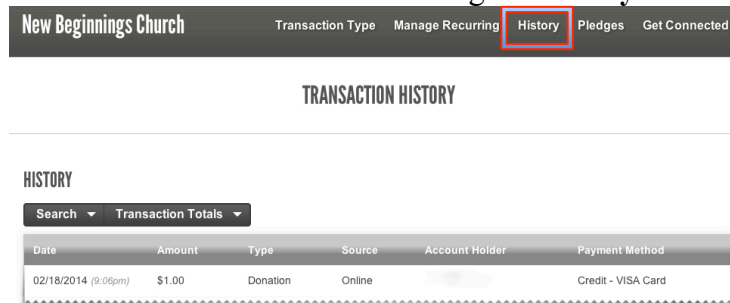 New Beginnings Church Transaction Type Manage Recurring History Pledges Get Connected
TRANSACTION HISTORY
HISTORY
Search Transaction Totals
Date Amount Type Source Account Holder Payment Method
02/18/2014 (9:06pm) $1.00 Donation Online Credit - VISA Card